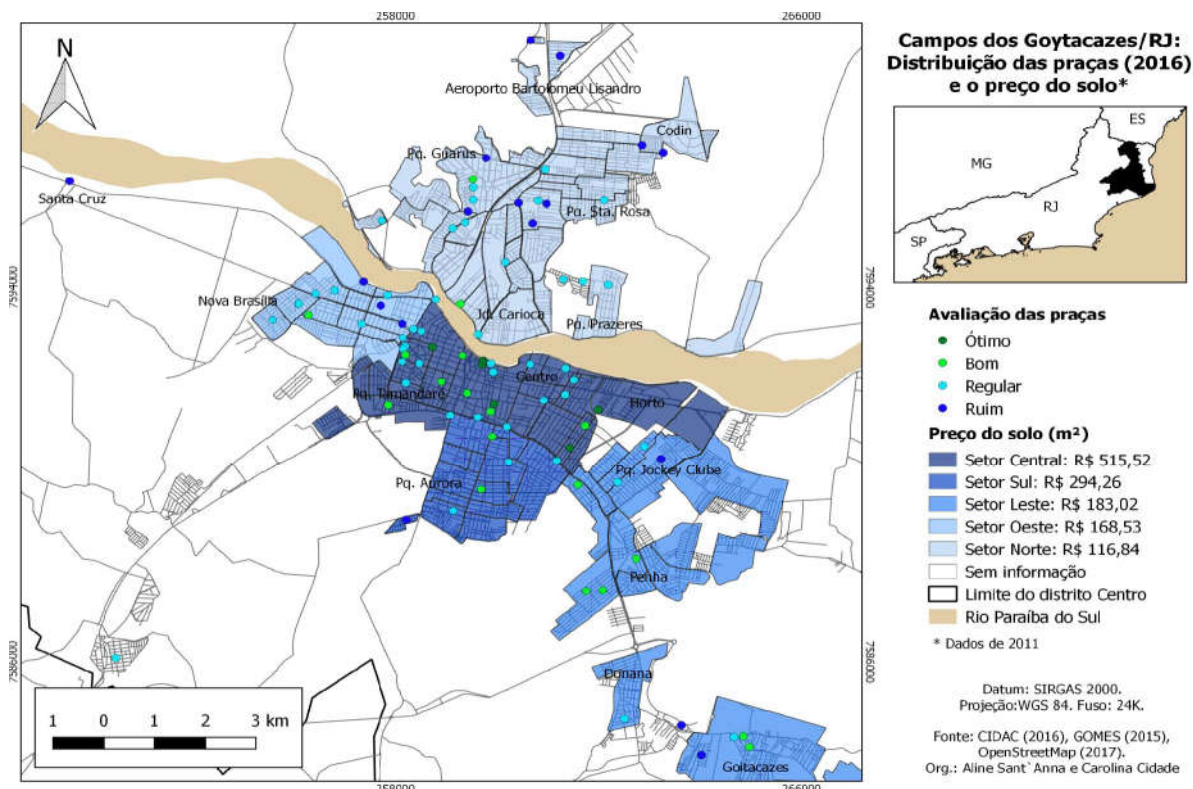 258000
266000
N
Aeroporto Bartolomeu Lisandro
Codin
Pq. Guarus
Santa Cruz
Pq. Sta. Rosa
7594000
7594000
Nova Brasília
Jd. Carioca
Pq. Prazeres
Centro
Pq. Tamandaré
Horto
Pq. Jockey Clube
Pq. Aurora
Penha
7586000
7586000
Donana
Goitacazes
1 0 1 2 3 km
258000
266000
Campos dos Goytacazes/RJ:
Distribuição das praças (2016)
e o preço do solo*
ES
MG
RJ
SP
Avaliação das praças
Ótimo
Bom
Regular
Ruim
Preço do solo (m²)
Setor Central: R$ 515,52
Setor Sul: R$ 294,26
Setor Leste: R$ 183,02
Setor Oeste: R$ 168,53
Setor Norte: R$ 116,84
Sem informação
Limite do distrito Centro
Rio Paraíba do Sul
* Dados de 2011
Datum: SIRGAS 2000.
Projeção:WGS 84. Fuso: 24K.
Fonte: CIDAC (2016), GOMES (2015),
OpenStreetMap (2017).
Org.: Aline Sant`Anna e Carolina Cidade